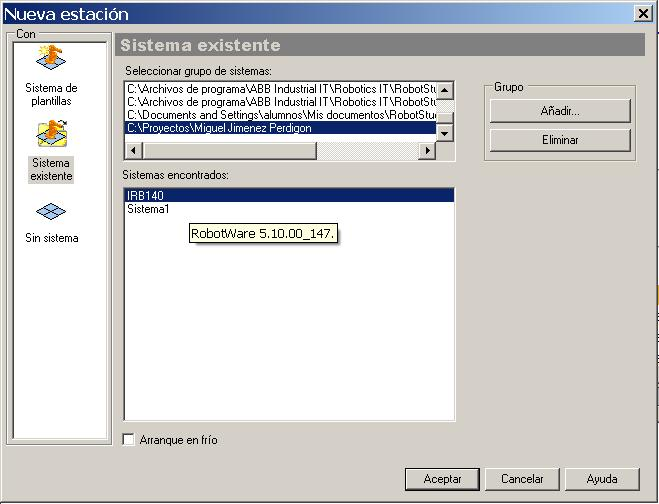 Nueva estación
Con
Sistema de
plantillas
Sistema
existente
Sin sistema
Sistema existente
Seleccionar grupo de sistemas:
C:\Archivos de programa\ABB Industrial IT\Robotics IT\RobotStu
C:\Archivos de programa\ABB Industrial IT\Robotics IT\RobotStu
C:\Documents and Settings\alumnos\Mis documentos\RobotStu
C:\Proyectos\Miguel Jimenez Perdigon
Grupo
Añadir...
Eliminar
Sistemas encontrados:
IRB140
Sistema1
RobotWare 5.10.00_147.
Arranque en frío
Aceptar
Cancelar
Ayuda